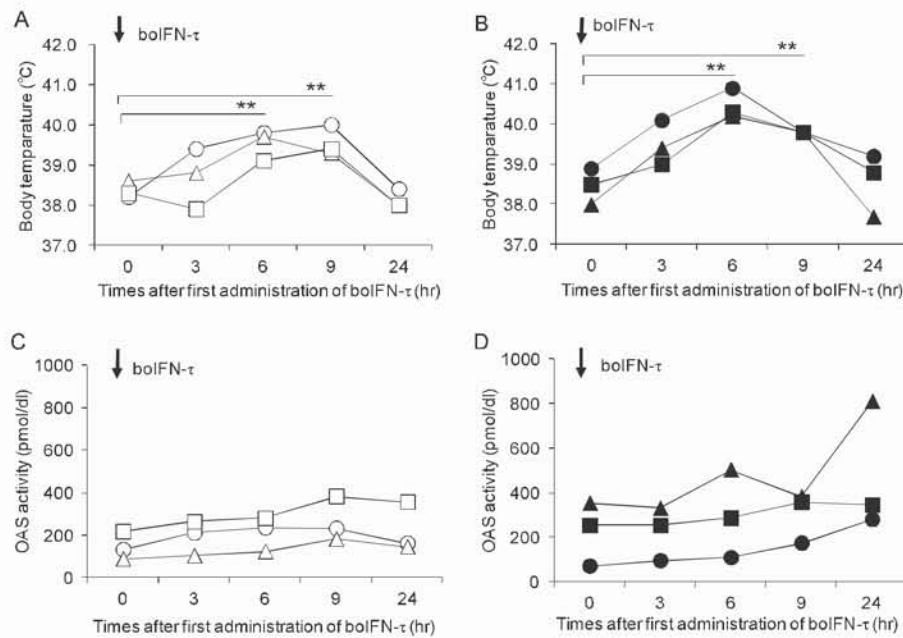 A
boIFN-τ
Body temparature (°C)
42.0
41.0
40.0
39.0
38.0
37.0
**
**
0 3 6 9 24
Times after first administration of boIFN-τ (hr)
B
boIFN-τ
Body temparature (°C)
42.0
41.0
40.0
39.0
38.0
37.0
**
**
0 3 6 9 24
Times after first administration of boIFN-τ (hr)
C
boIFN-τ
OAS activity (pmol/dl)
1000
800
600
400
200
0
0 3 6 9 24
Times after first administration of boIFN-τ (hr)
D
boIFN-τ
OAS activity (pmol/dl)
1000
800
600
400
200
0
0 3 6 9 24
Times after first administration of boIFN-τ (hr)